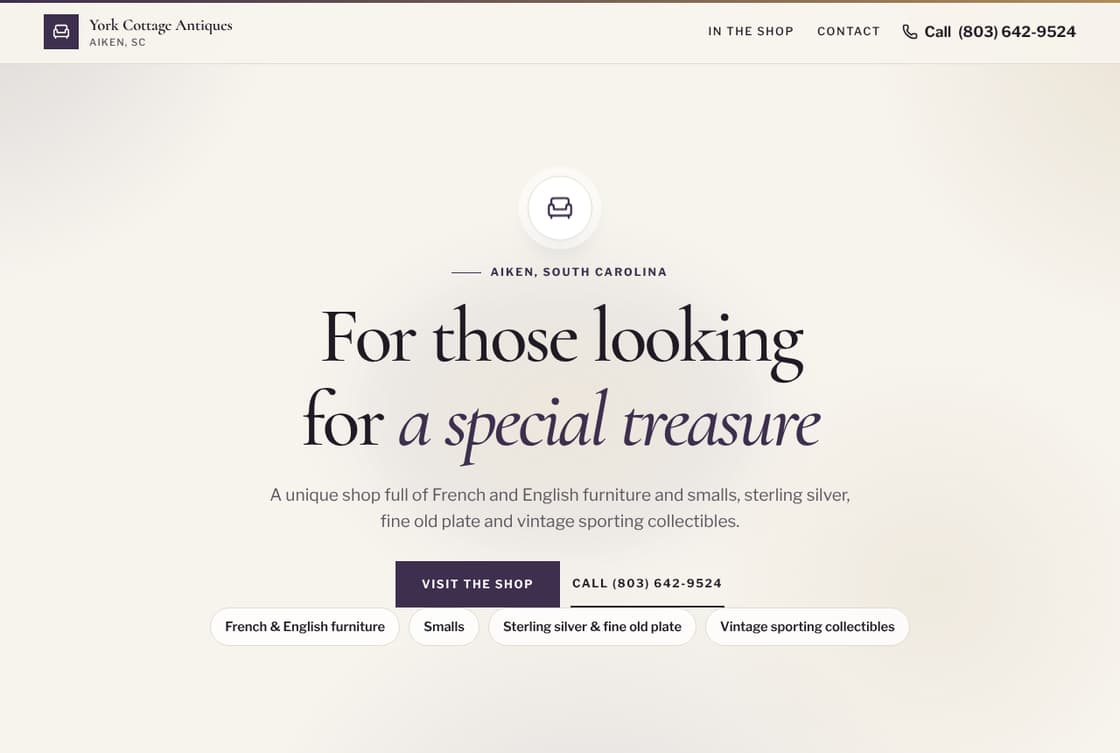 York Cottage Antiques
AIKEN, SC
IN THE SHOP
CONTACT
Call (803) 642-9524
AIKEN, SOUTH CAROLINA
For those looking
for a special treasure
A unique shop full of French and English furniture and smalls, sterling silver,
fine old plate and vintage sporting collectibles.
VISIT THE SHOP
CALL (803) 642-9524
French & English furniture
Smalls
Sterling silver & fine old plate
Vintage sporting collectibles